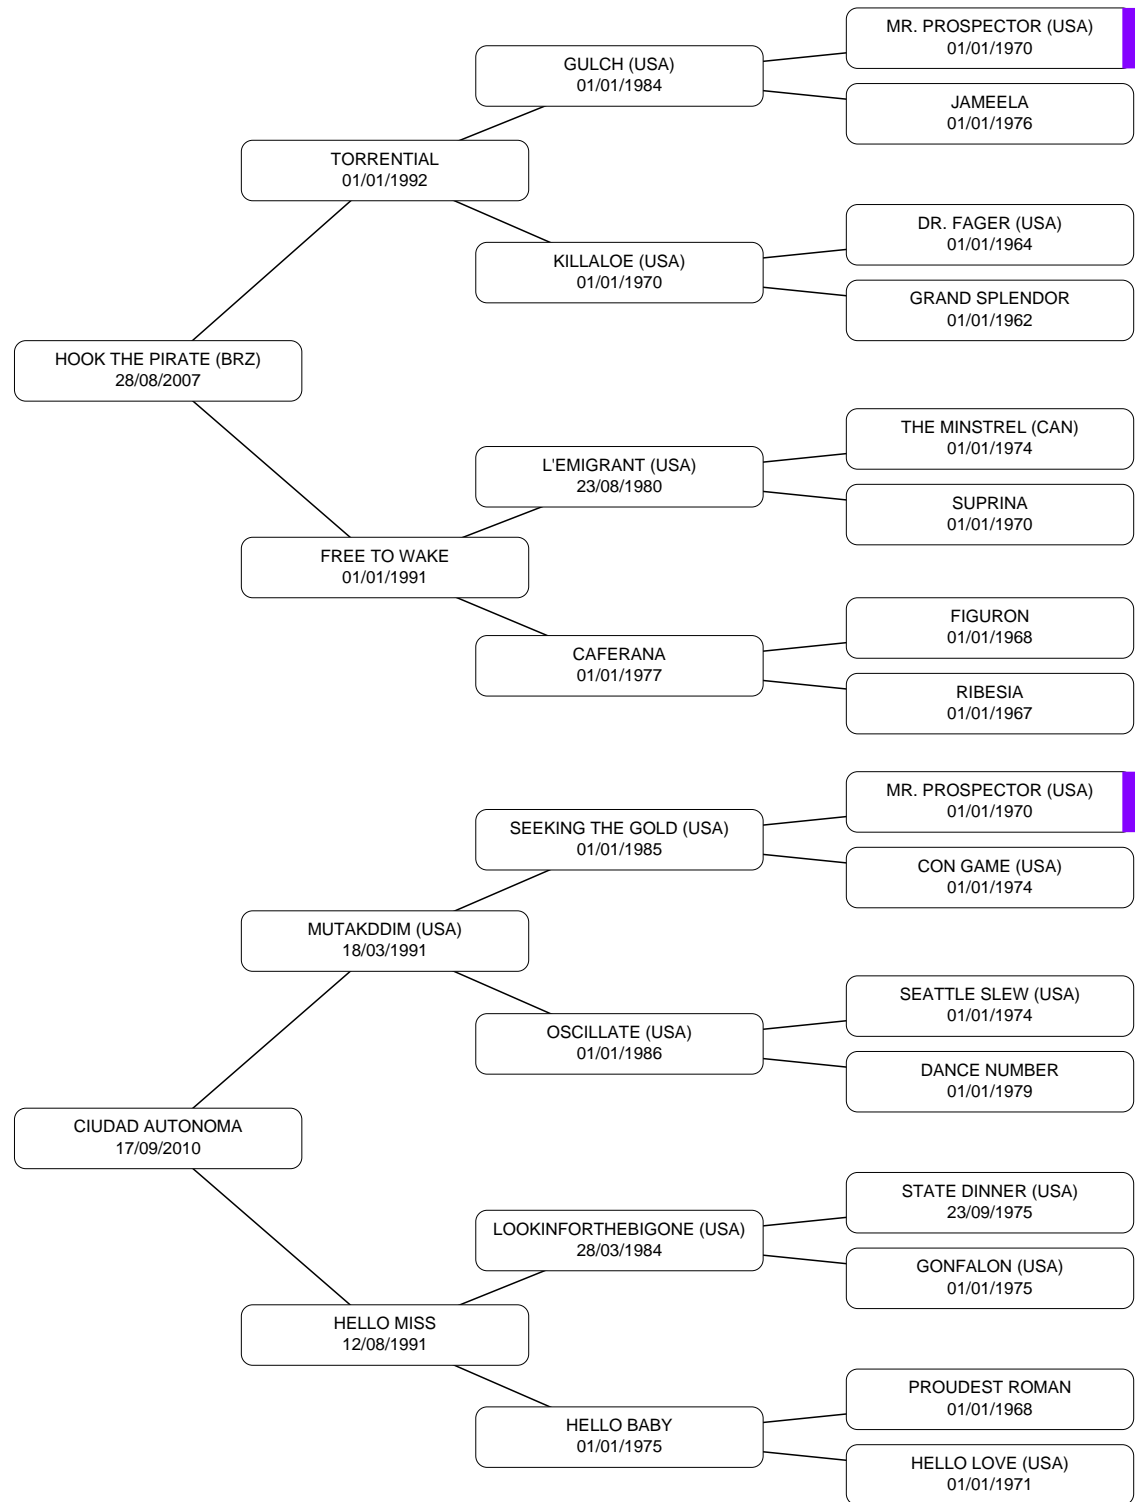 MR. PROSPECTOR (USA)
01/01/1970
GULCH (USA)
01/01/1984
JAMEELA
01/01/1976
TORRENTIAL
01/01/1992
DR. FAGER (USA)
01/01/1964
KILLALOE (USA)
01/01/1970
GRAND SPLENDOR
01/01/1962
HOOK THE PIRATE (BRZ)
28/08/2007
THE MINSTREL (CAN)
01/01/1974
L'EMIGRANT (USA)
23/08/1980
SUPRINA
01/01/1970
FREE TO WAKE
01/01/1991
FIGURON
01/01/1968
CAFERANA
01/01/1977
RIBESIA
01/01/1967
MR. PROSPECTOR (USA)
01/01/1970
SEEKING THE GOLD (USA)
01/01/1985
CON GAME (USA)
01/01/1974
MUTAKDDIM (USA)
18/03/1991
SEATTLE SLEW (USA)
01/01/1974
OSCILLATE (USA)
01/01/1986
DANCE NUMBER
01/01/1979
CIUDAD AUTONOMA
17/09/2010
STATE DINNER (USA)
23/09/1975
LOOKINFORTHEBIGONE (USA)
28/03/1984
GONFALON (USA)
01/01/1975
HELLO MISS
12/08/1991
PROUDEST ROMAN
01/01/1968
HELLO BABY
01/01/1975
HELLO LOVE (USA)
01/01/1971